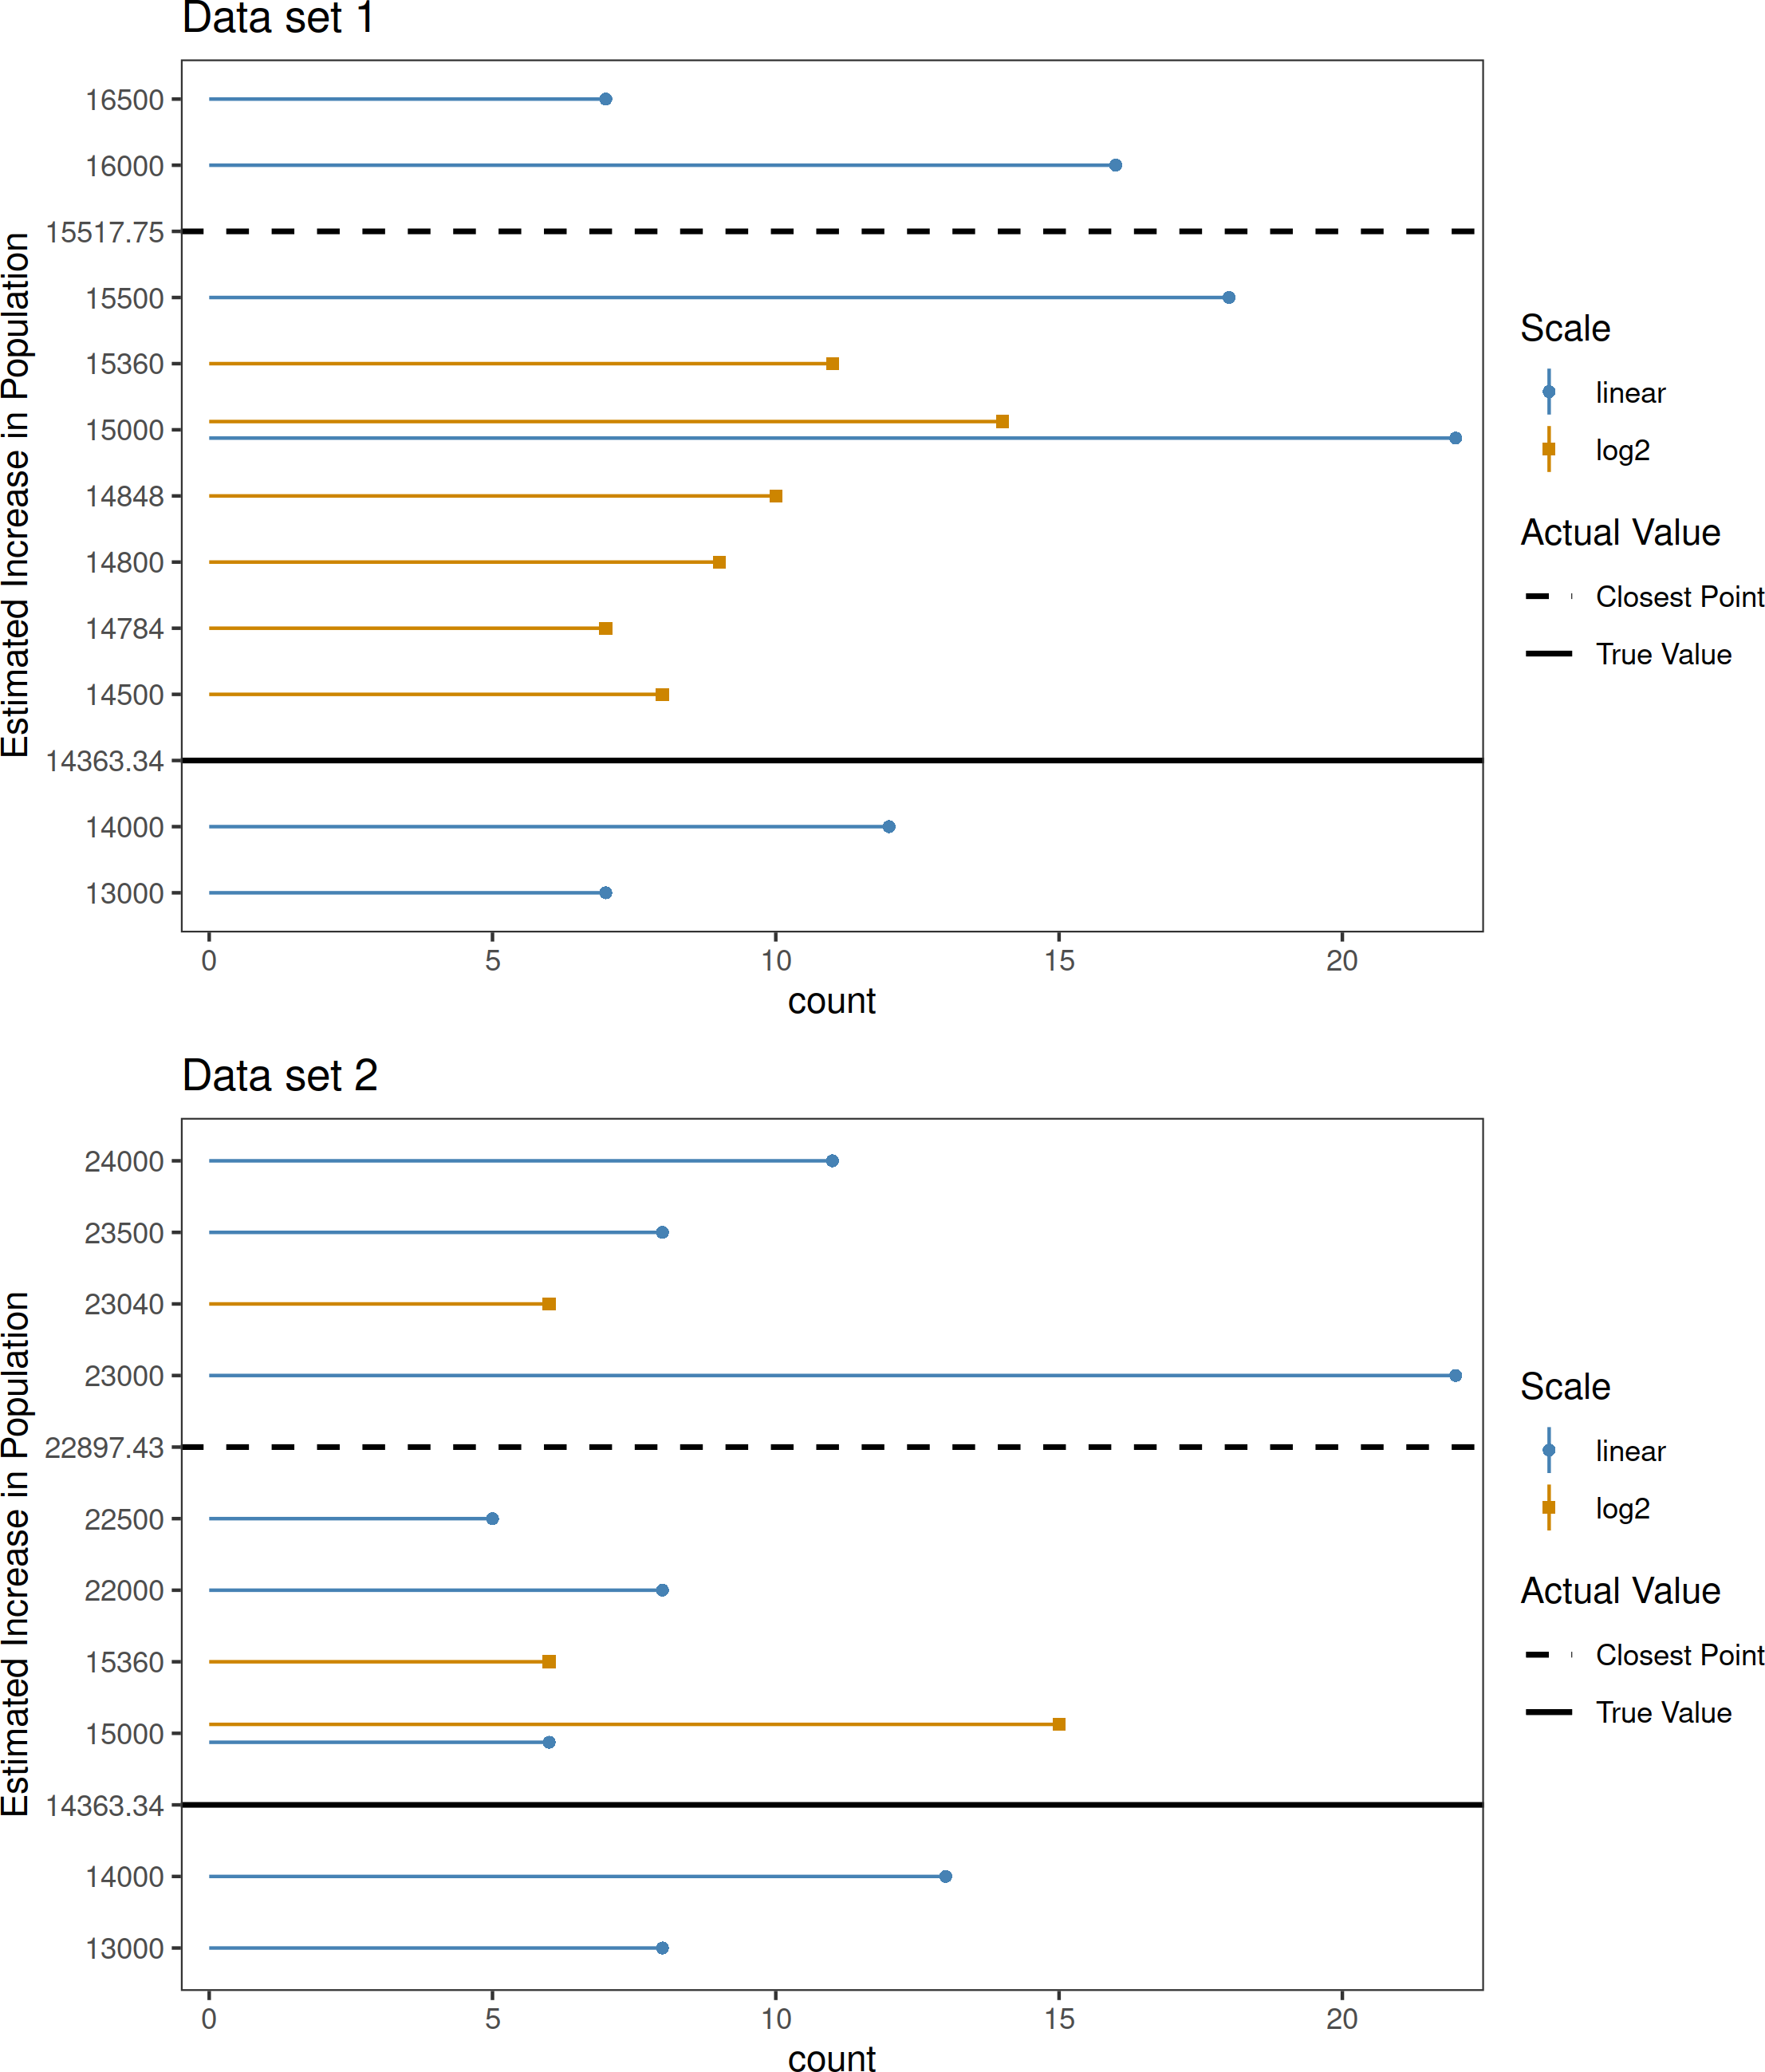 Data set 1
Estimated Increase in Population
16500
16000
15517.75
15500
15360
15000
14848
14800
14784
14500
14363.34
14000
13000
0 5 10 15 20
count
Scale
linear
log2
Actual Value
Closest Point
True Value
Data set 2
Estimated Increase in Population
24000
23500
23040
23000
22897.43
22500
22000
15360
15000
14363.34
14000
13000
0 5 10 15 20
count
Scale
linear
log2
Actual Value
Closest Point
True Value